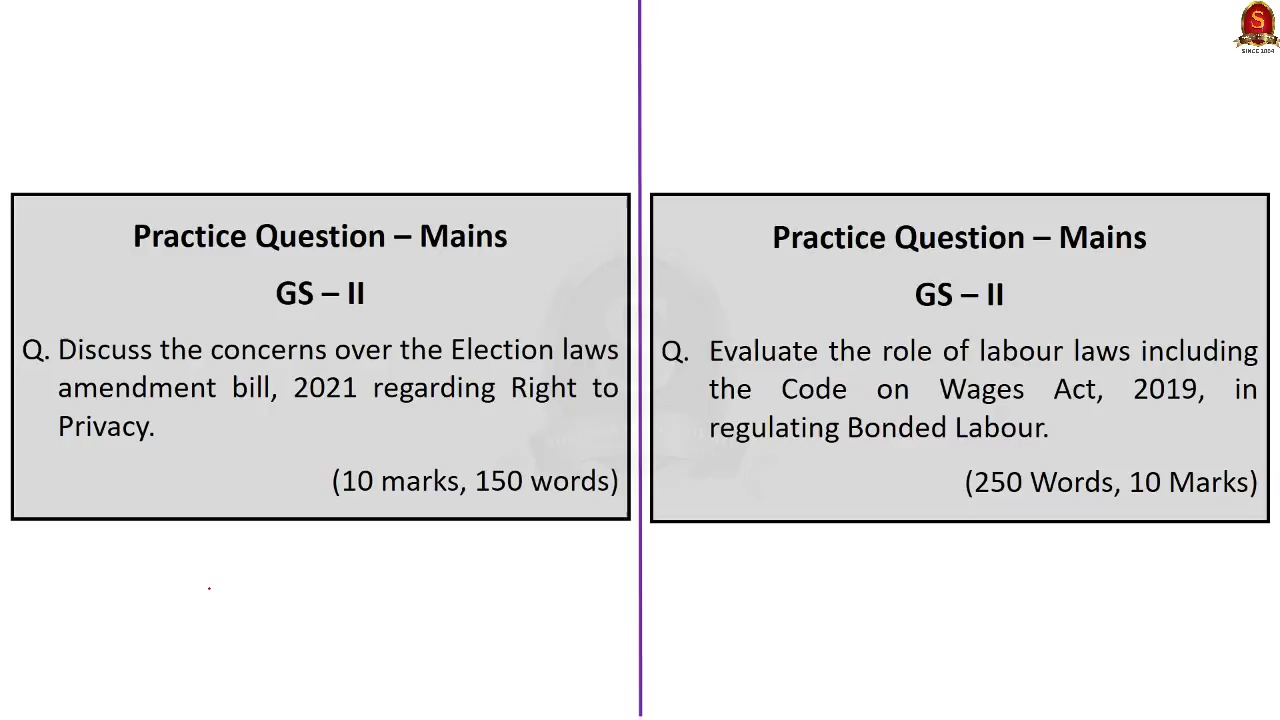 S
SINCE 2004
Practice Question – Mains
GS – II
Q. Discuss the concerns over the Election laws
amendment bill, 2021 regarding Right to
Privacy.
(10 marks, 150 words)
Practice Question – Mains
GS – II
Q. Evaluate the role of labour laws including
the Code on Wages Act, 2019, in
regulating Bonded Labour.
(250 Words, 10 Marks)